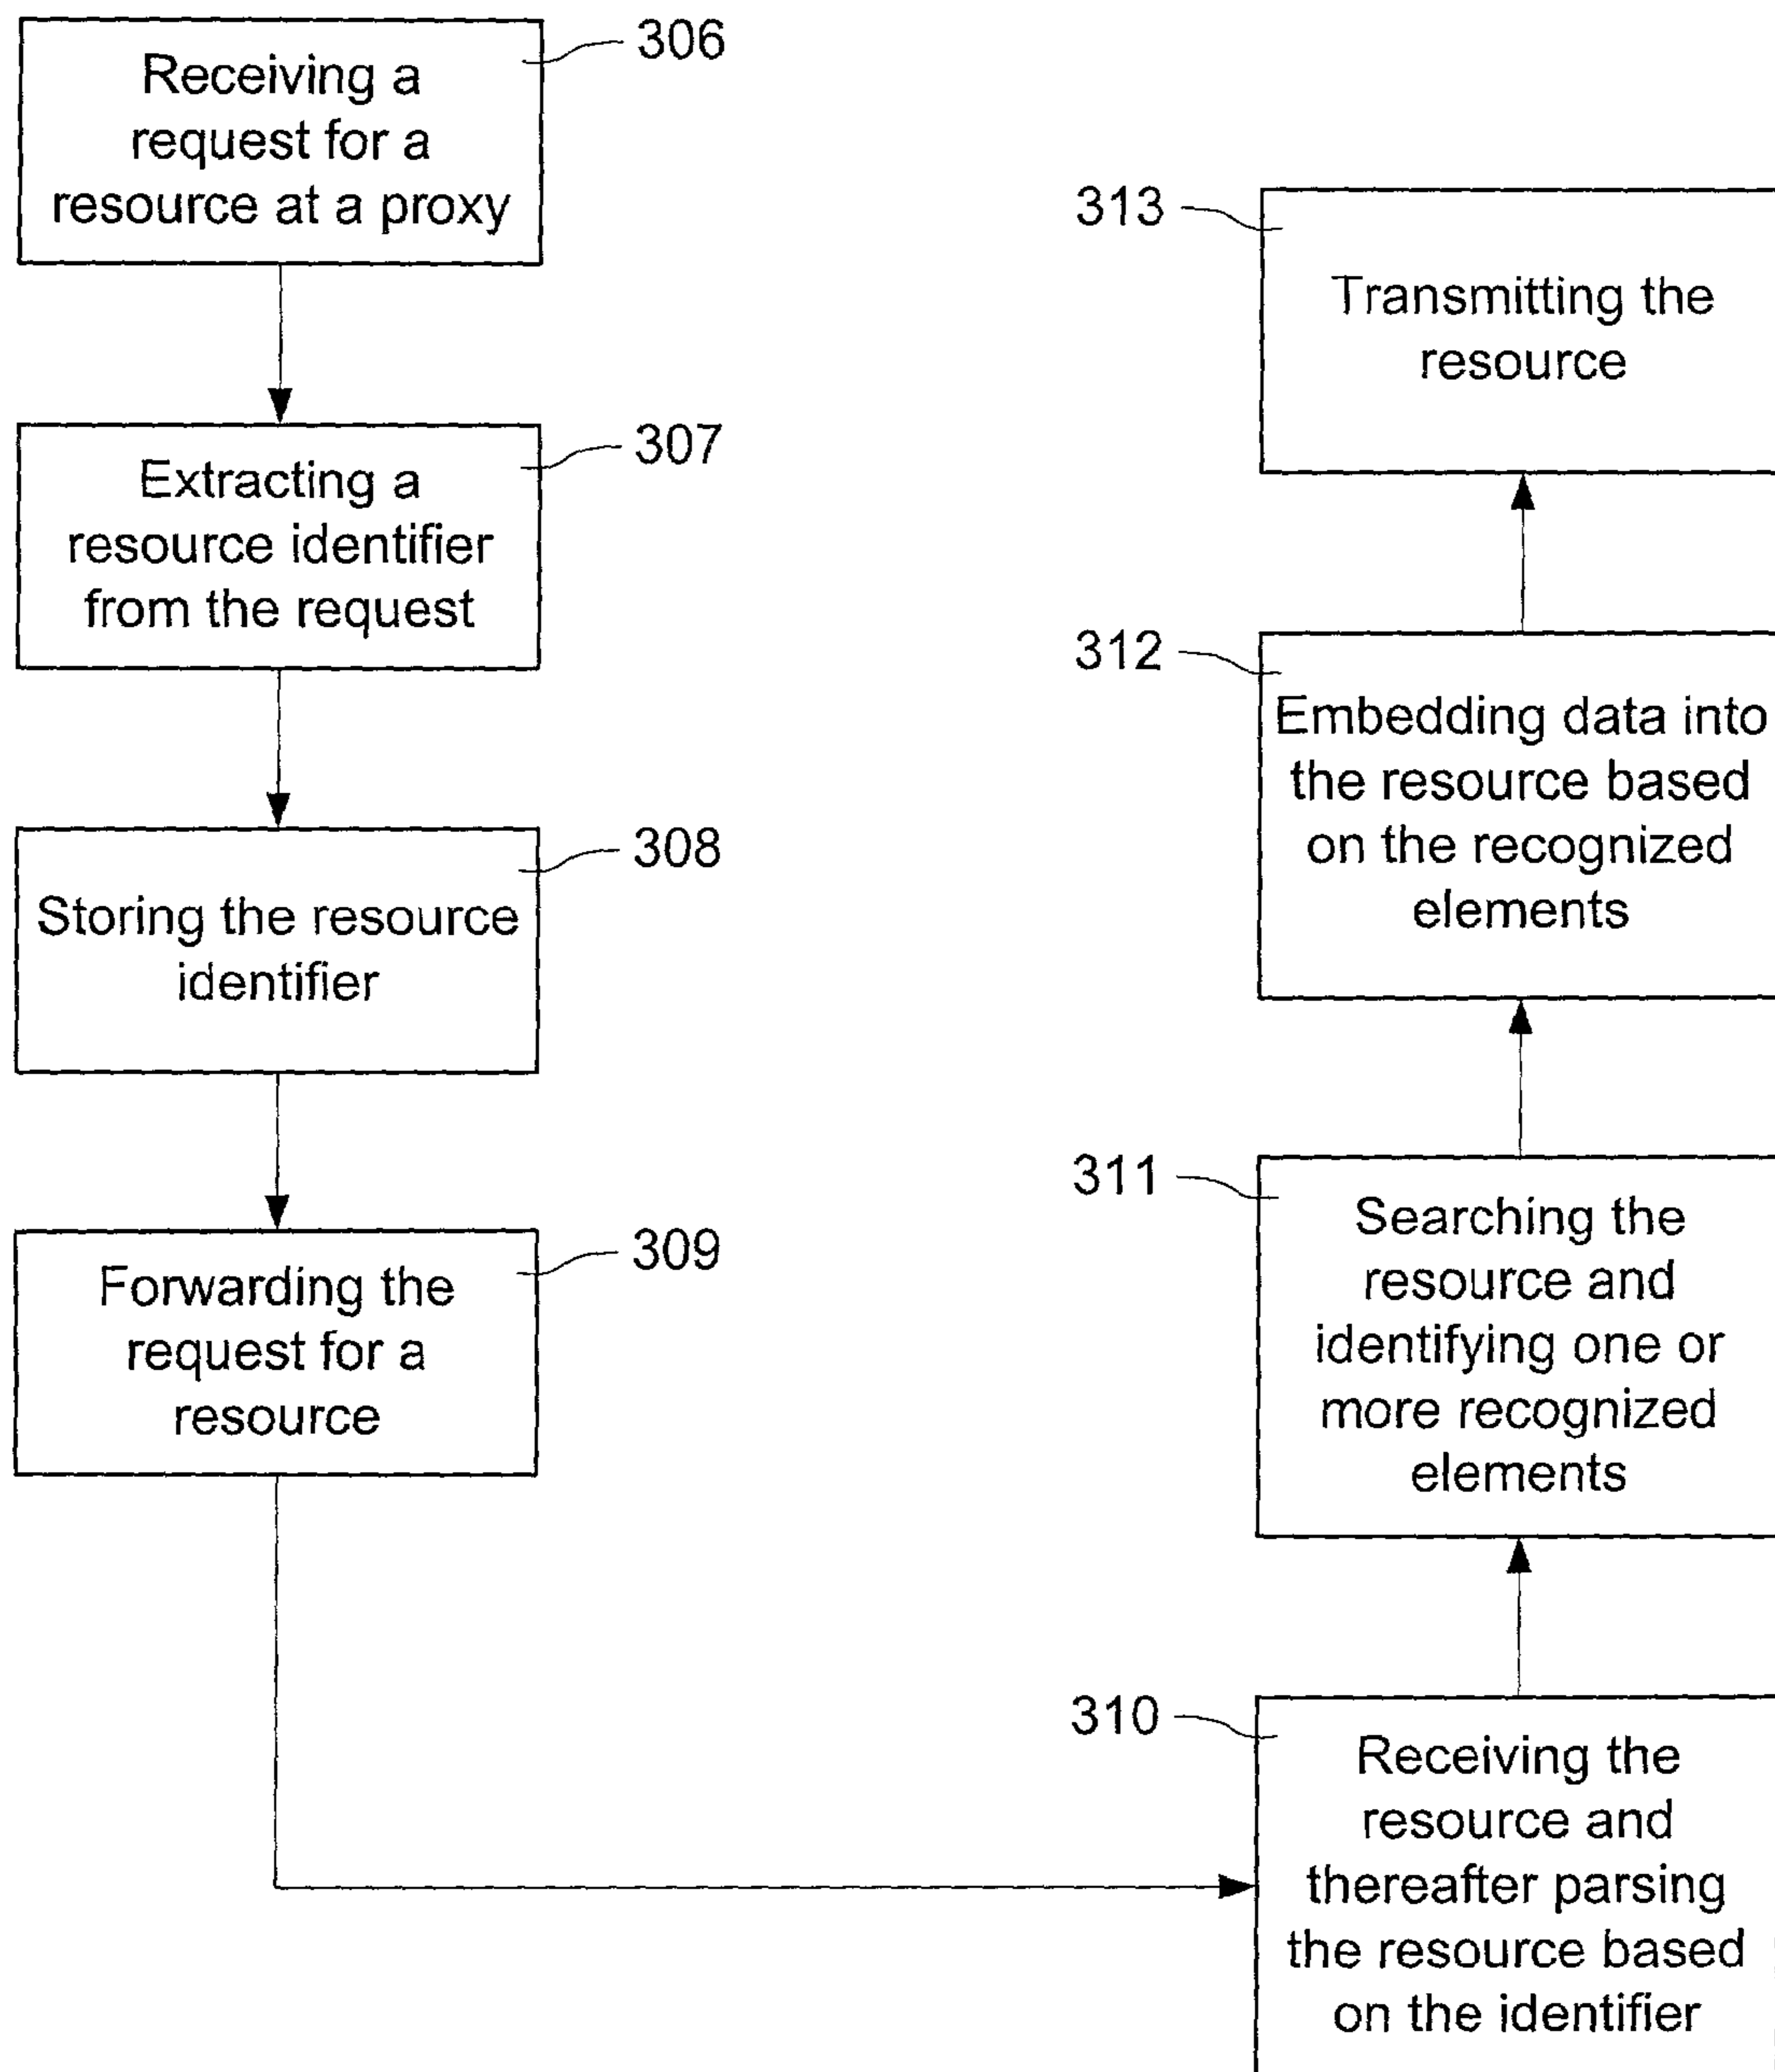 306
Receiving a
request for a
resource at a proxy
307
Extracting a
resource identifier
from the request
308
Storing the resource
identifier
309
Forwarding the
request for a
resource
313
Transmitting the
resource
312
Embedding data into
the resource based
on the recognized
elements
311
Searching the
resource and
identifying one or
more recognized
elements
310
Receiving the
resource and
thereafter parsing
the resource based
on the identifier